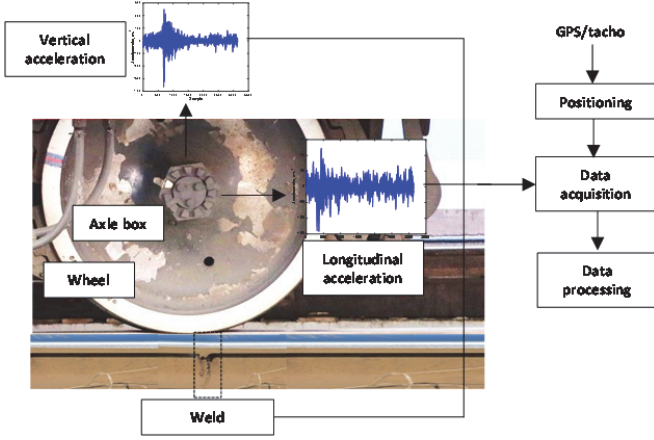 Vertical
acceleration
GPS/tacho
Positioning
Data
acquisition
Axle box
Wheel
Longitudinal
acceleration
Data
processing
Weld